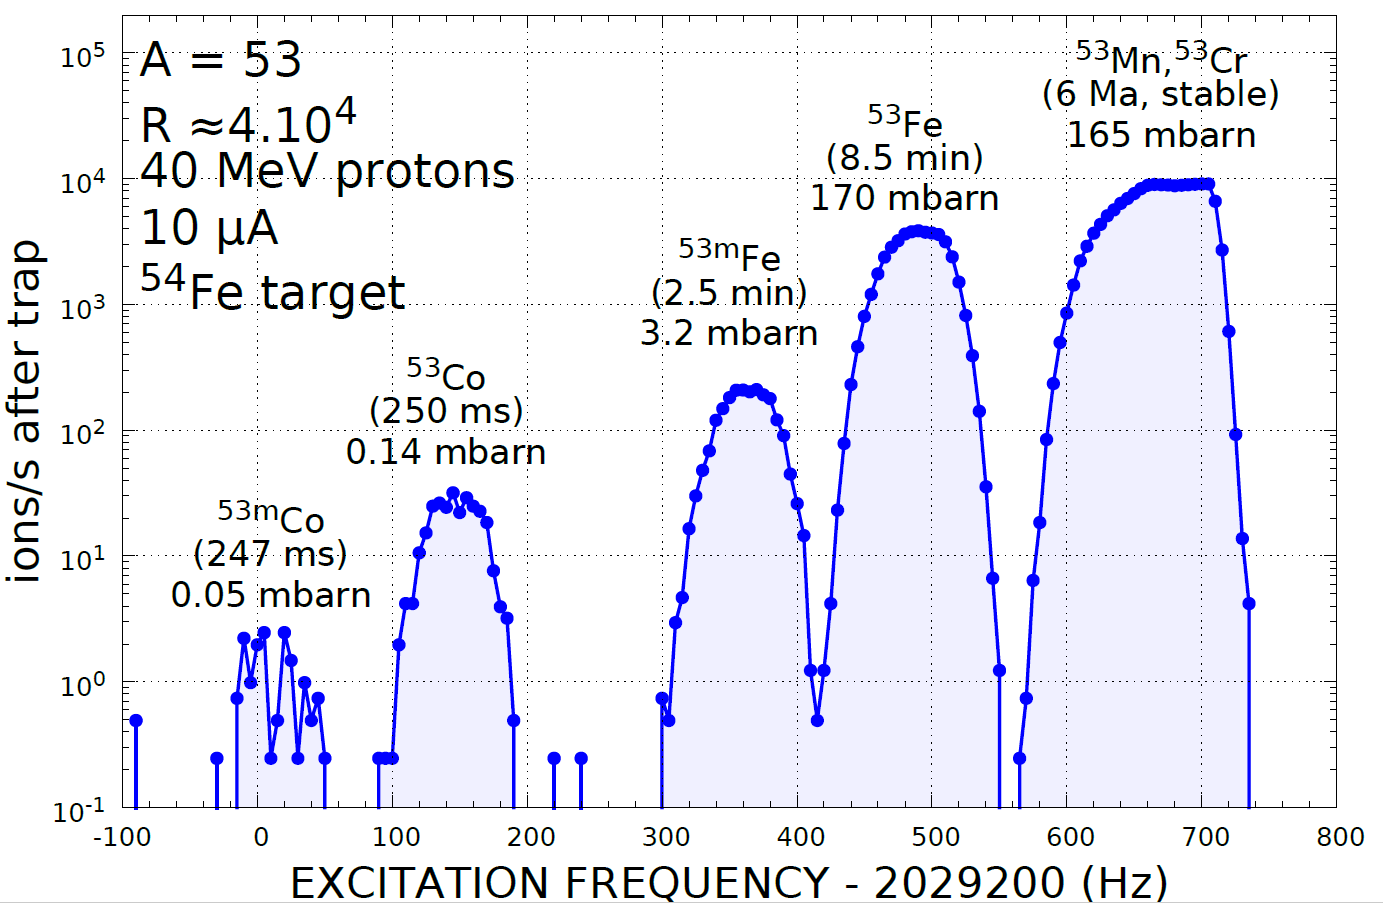 A = 53
R ≈4.10⁴
40 MeV protons
10 μA
⁵⁴Fe target
⁵³ᵐCo
(247 ms)
0.05 mbarn
⁵³Co
(250 ms)
0.14 mbarn
⁵³ᵐFe
(2.5 min)
3.2 mbarn
⁵³Fe
(8.5 min)
170 mbarn
⁵³Mn,⁵³Cr
(6 Ma, stable)
165 mbarn
ions/s after trap
10⁵
10⁴
10³
10²
10¹
10⁰
10⁻¹
-100 0 100 200 300 400 500 600 700 800
EXCITATION FREQUENCY - 2029200 (Hz)